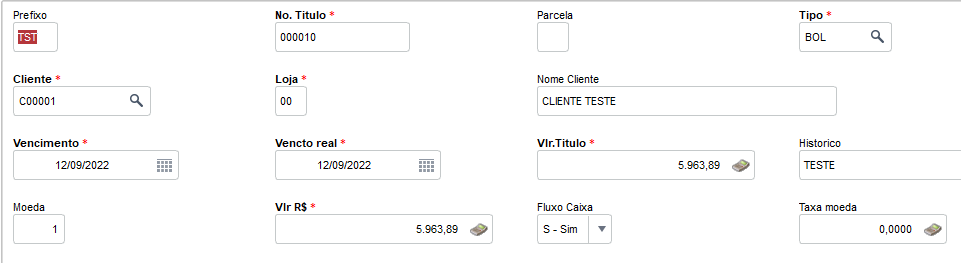 Prefixo No. Titulo * Parcela Tipo *
TST 000010 BOL
Cliente * Loja * Nome Cliente
C00001 00 CLIENTE TESTE
Vencimento * Vencto real * Vlr.Titulo * Historico
12/09/2022 12/09/2022 5.963,89 TESTE
Moeda Vlr R$ * Fluxo Caixa Taxa moeda
1 5.963,89 S - Sim 0,0000